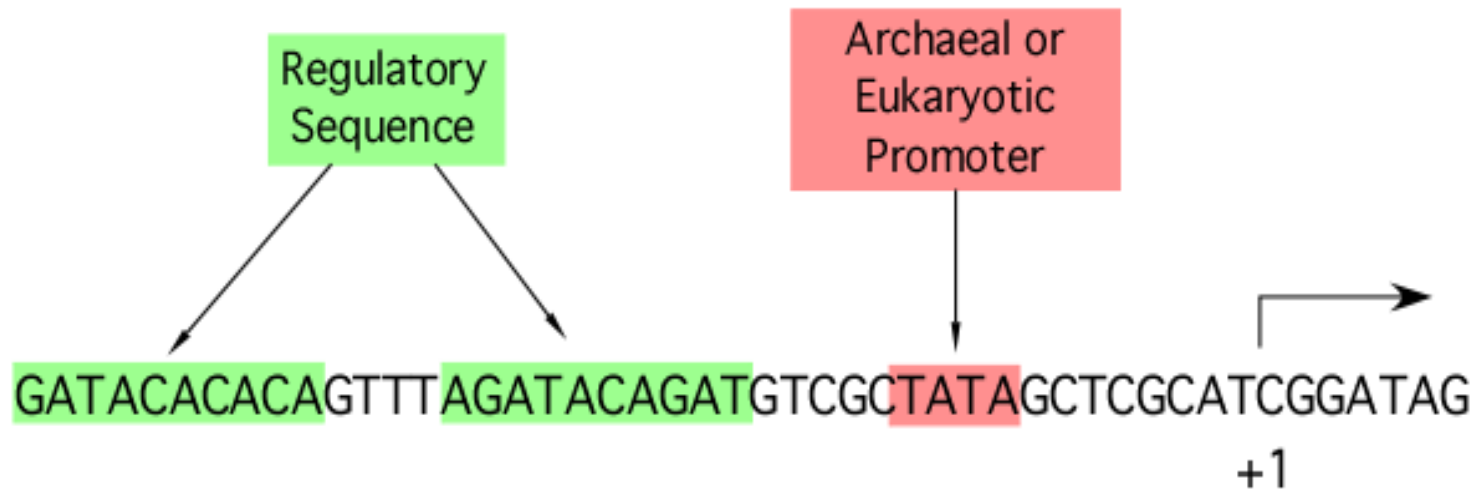 Regulatory
Sequence
Archaeal or
Eukaryotic
Promoter
GATACACACAGTTTAGATACAGATGTCGCTATAGCTCGCATCGGATAG
+1